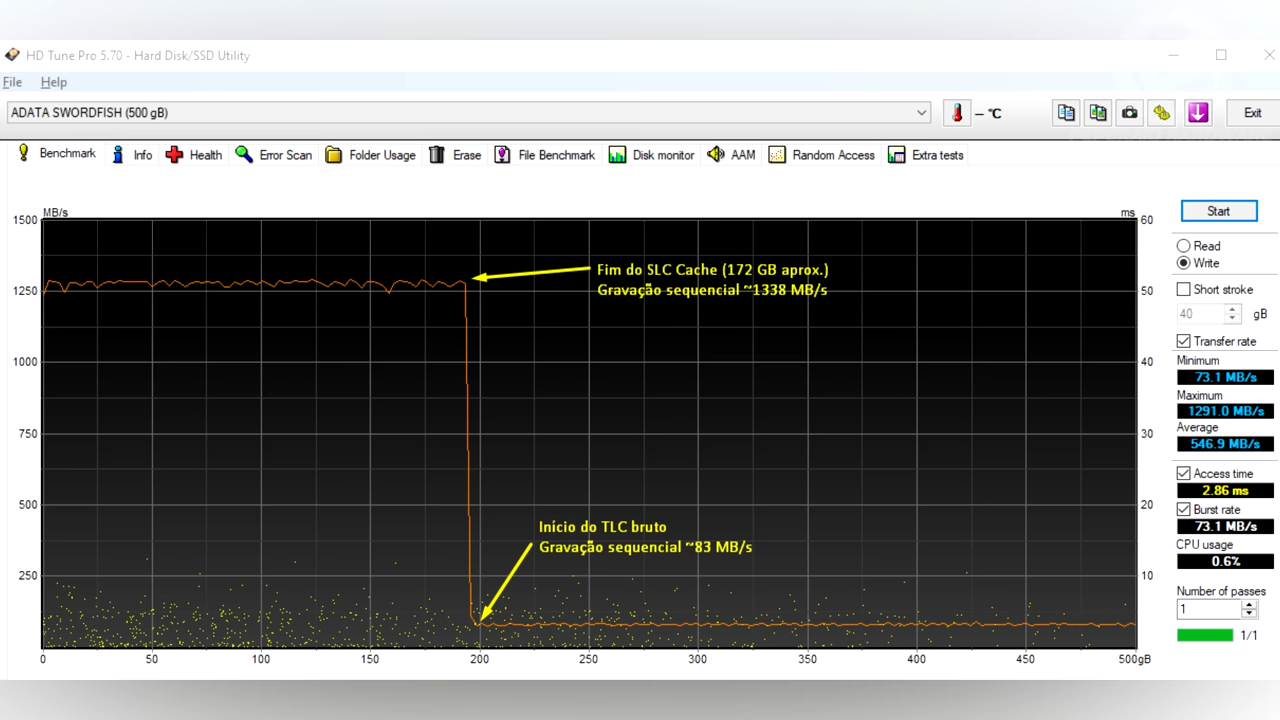 HD Tune Pro 5.70 - Hard Disk/SSD Utility
File Help
ADATA SWORDFISH (500 gB)
– °C
Exit
Benchmark Info Health Error Scan Folder Usage Erase File Benchmark Disk monitor AAM Random Access Extra tests
MB/s
ms
1500
1250
1000
750
500
250
60
50
40
30
20
10
0 50 100 150 200 250 300 350 400 450 500gB
Fim do SLC Cache (172 GB aprox.)
Gravação sequencial ~1338 MB/s
Início do TLC bruto
Gravação sequencial ~83 MB/s
Start
Read
Write
Short stroke
40 gB
Transfer rate
Minimum
73.1 MB/s
Maximum
1291.0 MB/s
Average
546.9 MB/s
Access time
2.86 ms
Burst rate
73.1 MB/s
CPU usage
0.6%
Number of passes
1
1/1